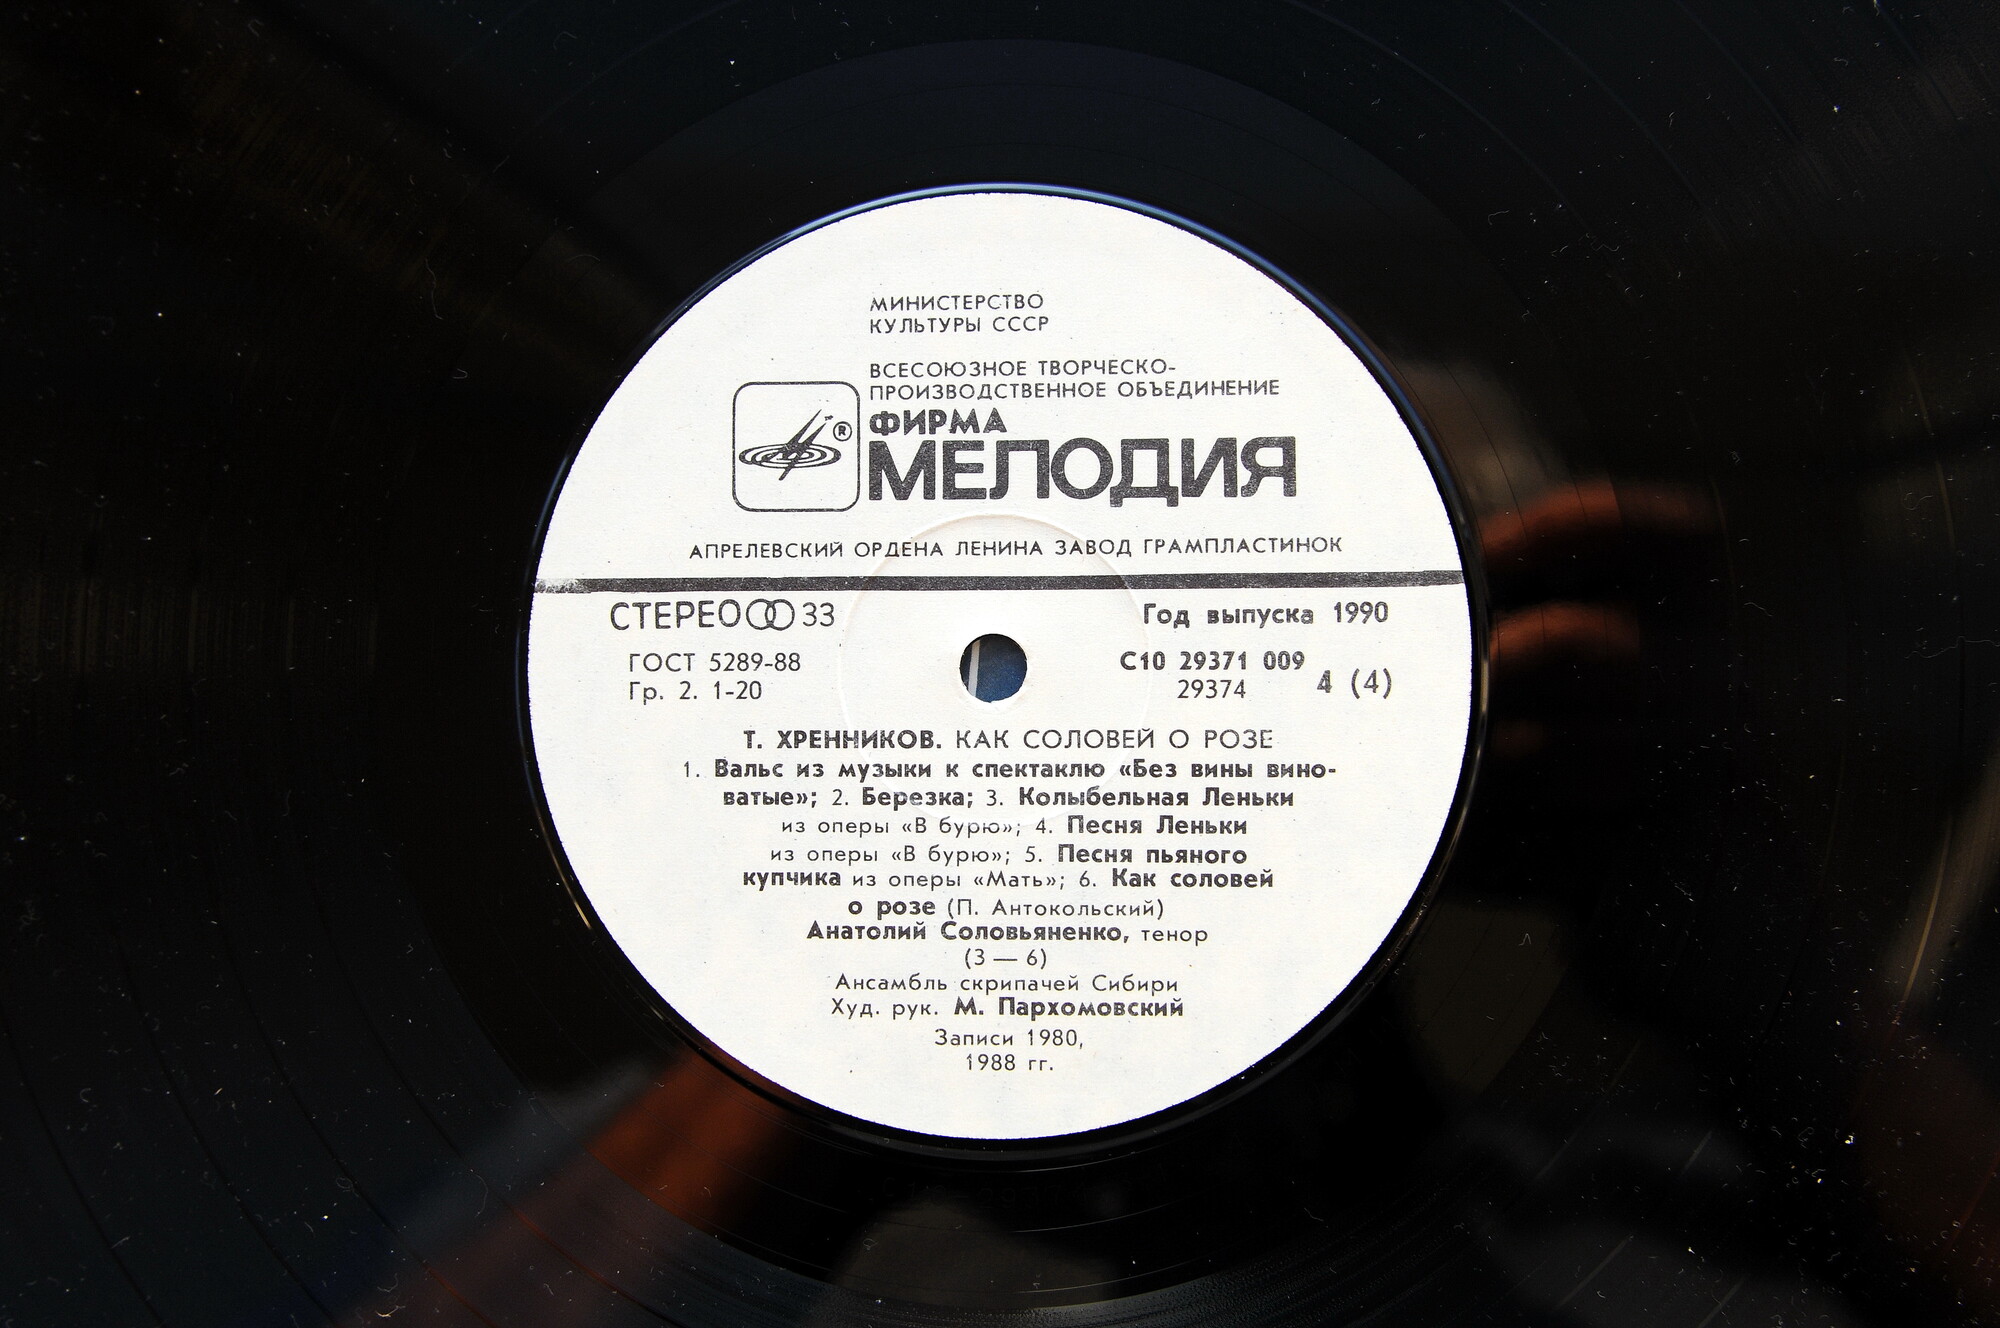 МИНИСТЕРСТВО
КУЛЬТУРЫ СССР
ВСЕСОЮЗНОЕ ТВОРЧЕСКО-
ПРОИЗВОДСТВЕННОЕ ОБЪЕДИНЕНИЕ
ФИРМА
®
МЕЛОДИЯ
АПРЕЛЕВСКИЙ ОРДЕНА ЛЕНИНА ЗАВОД ГРАМПЛАСТИНОК
СТЕРЕО 33
Год выпуска 1990
ГОСТ 5289-88
Гр. 2. 1-20
С10 29371 009
29374
4 (4)
Т. ХРЕННИКОВ. КАК СОЛОВЕЙ О РОЗЕ
1. Вальс из музыки к спектаклю «Без вины вино-
ватые»; 2. Березка; 3. Колыбельная Леньки
из оперы «В бурю»; 4. Песня Леньки
из оперы «В бурю»; 5. Песня пьяного
купчика из оперы «Мать»; 6. Как соловей
о розе (П. Антокольский)
Анатолий Соловьяненко, тенор
(3 — 6)
Ансамбль скрипачей Сибири
Худ. рук. М. Пархомовский
Записи 1980,
1988 гг.